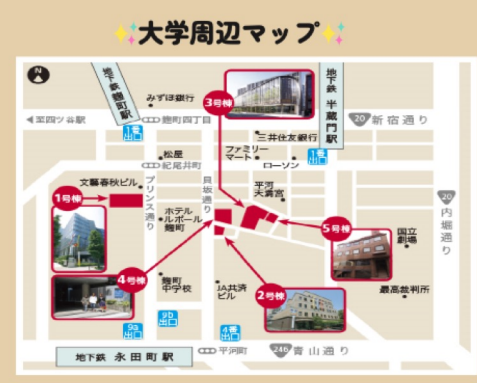 大学周辺マップ
N
地下鉄 麹町駅
みずほ銀行
3号棟
地下鉄 半蔵門駅
至四ツ谷駅
1番出口
麹町四丁目
三井住友銀行
20 新宿通り
松屋
紀尾井町
ファミリーマート
ローソン
1番出口
文藝春秋ビル
プリンス通り
貝坂通り
平河天満宮
20
内堀通り
1号棟
ホテルルポール麹町
5号棟
国立劇場
4号棟
麹町中学校
JA共済ビル
2号棟
最高裁判所
9a出口
9b出口
4番出口
地下鉄 永田町駅
平河町
246 青山通り